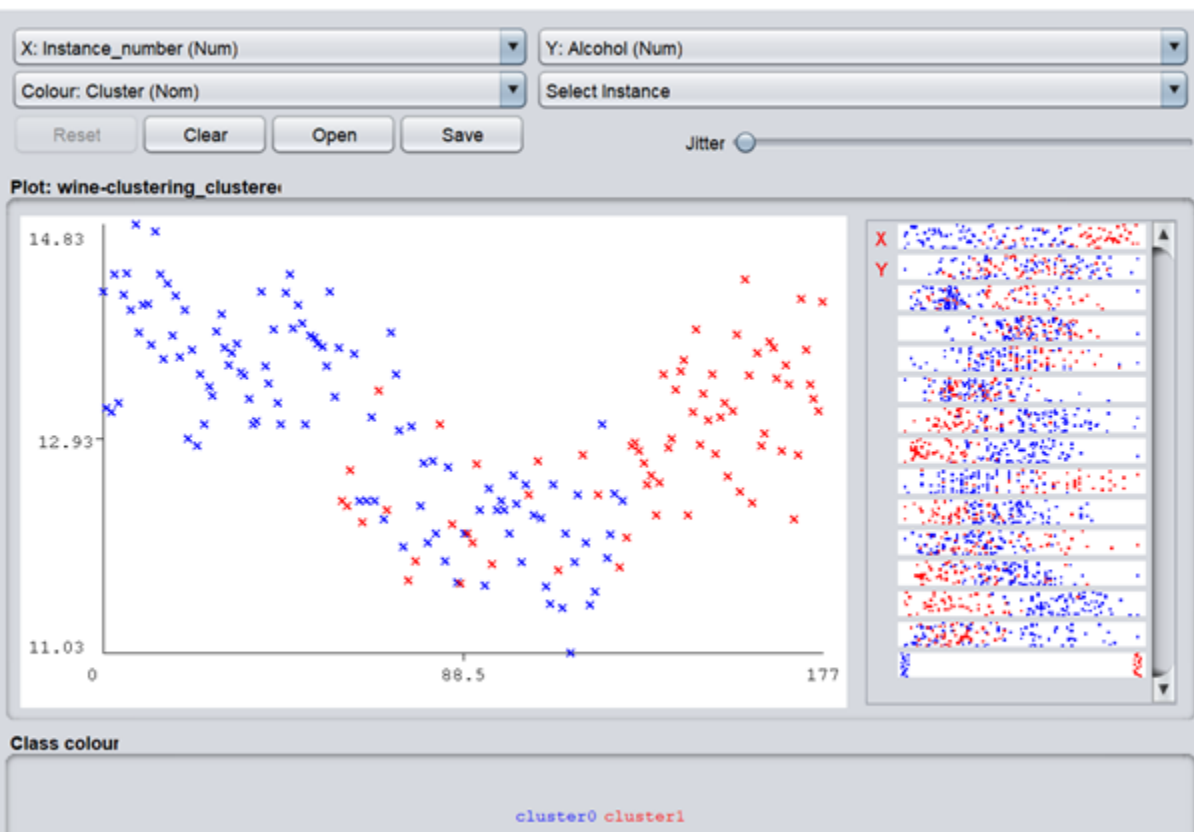 X: Instance_number (Num) Y: Alcohol (Num)
Colour: Cluster (Nom) Select Instance
Reset Clear Open Save Jitter
Plot: wine-clustering_clustere
14.83
X
Y
12.93
11.03
0 88.5 177
Class colour
cluster0 cluster1